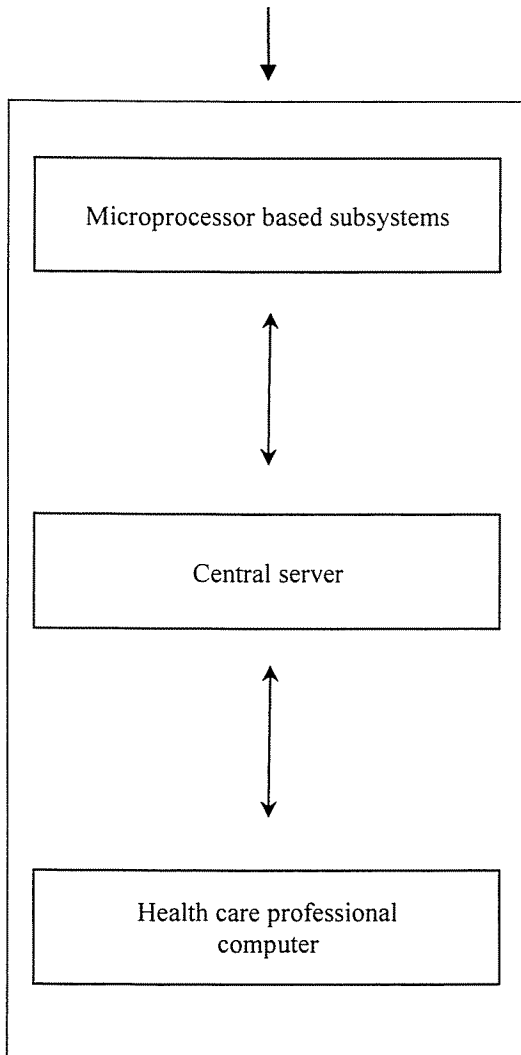 Microprocessor based subsystems
Central server
Health care professional
computer